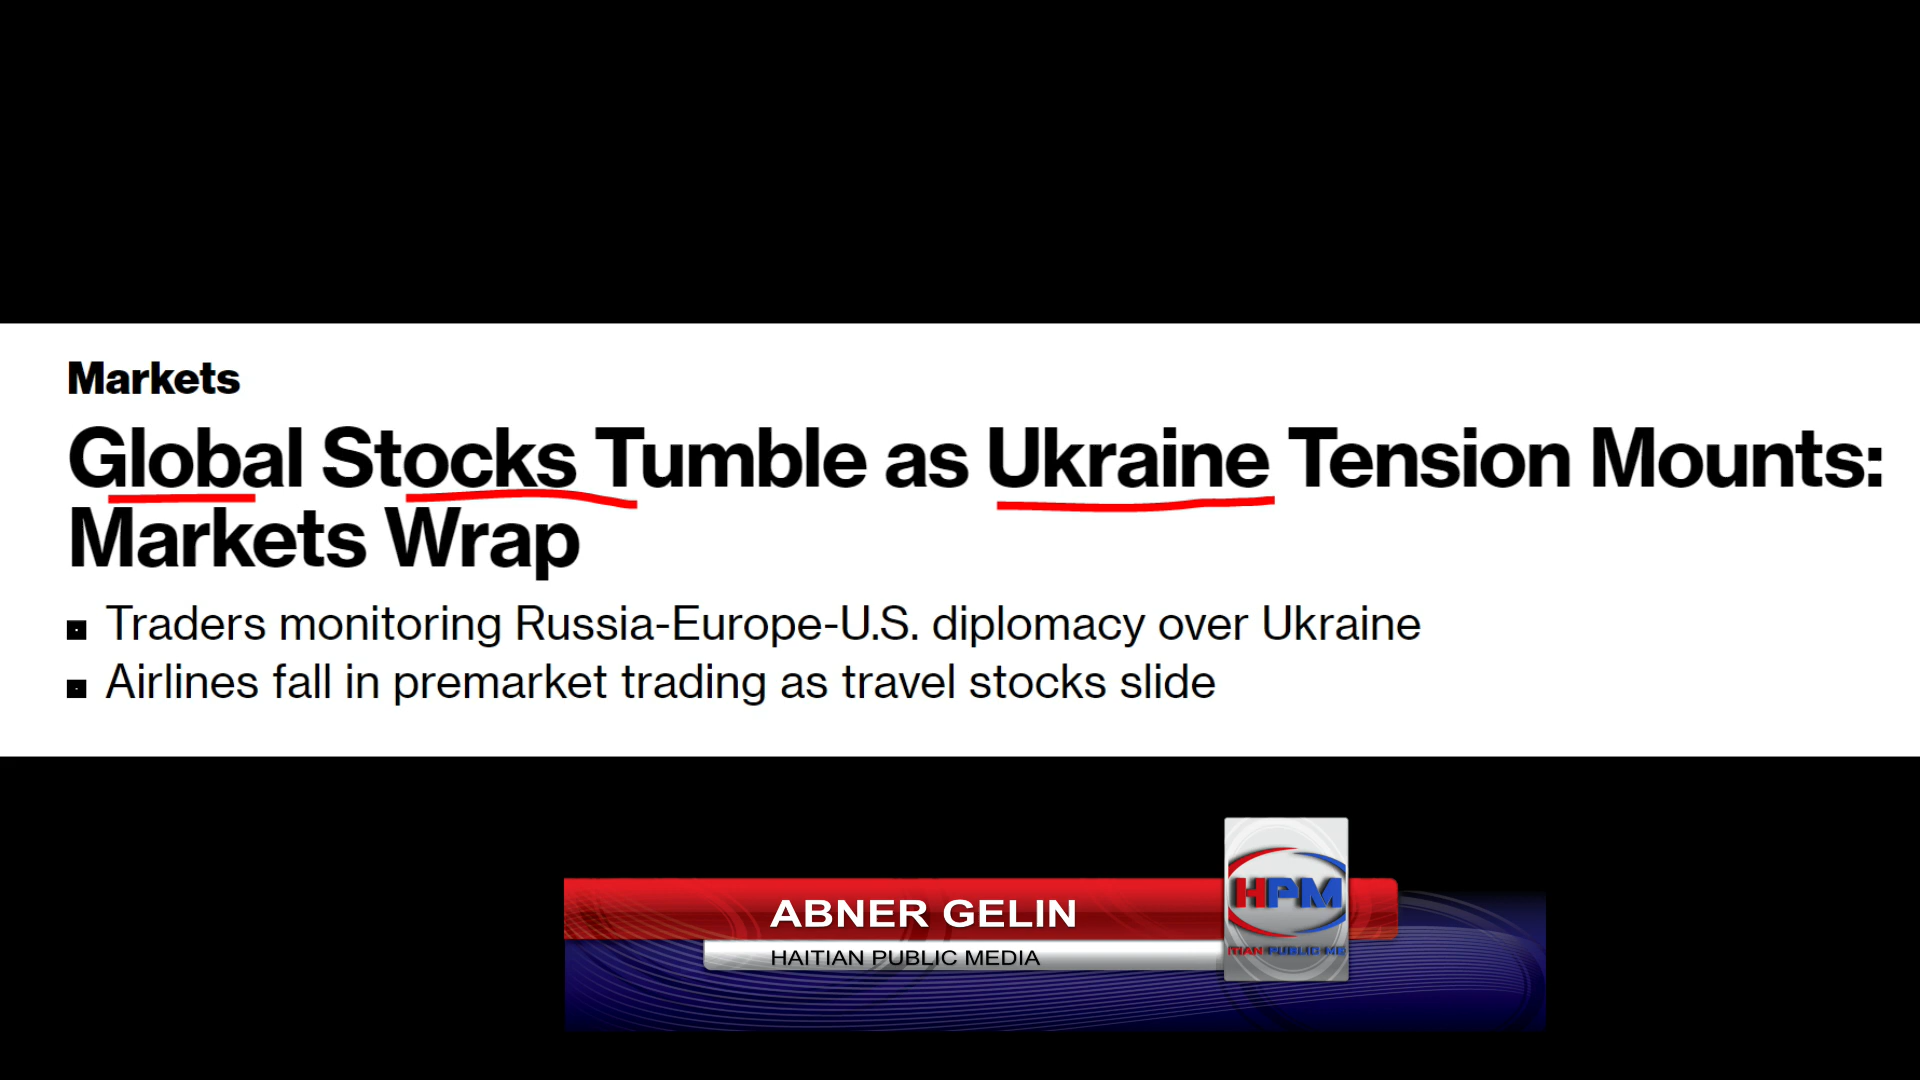 Markets
Global Stocks Tumble as Ukraine Tension Mounts:
Markets Wrap
Traders monitoring Russia-Europe-U.S. diplomacy over Ukraine
Airlines fall in premarket trading as travel stocks slide
HPM
ABNER GELIN
HAITIAN PUBLIC MEDIA